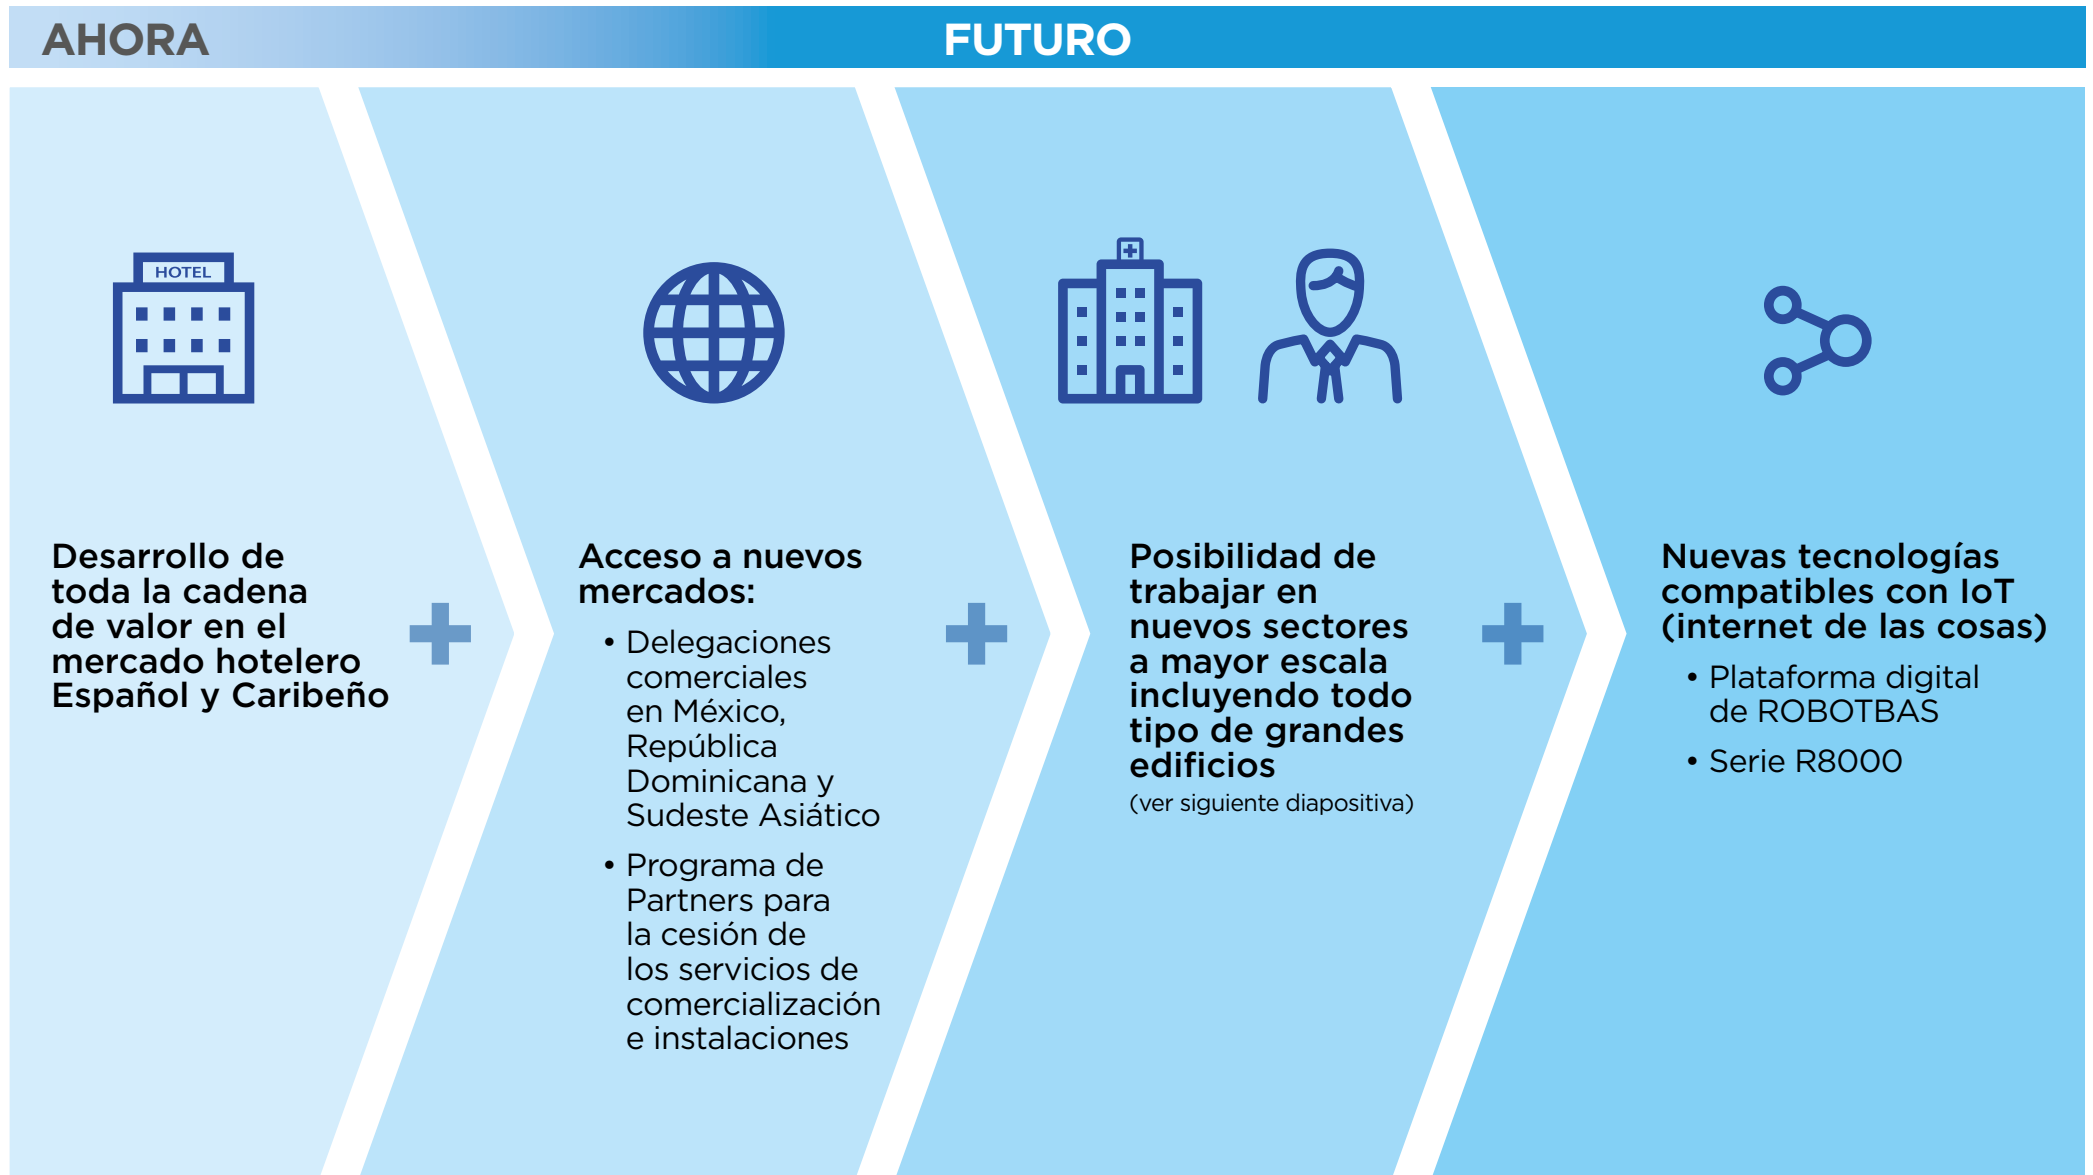 AHORA
FUTURO
HOTEL
Desarrollo de
toda la cadena
de valor en el
mercado hotelero
Español y Caribeño
Acceso a nuevos
mercados:
• Delegaciones
comerciales
en México,
República
Dominicana y
Sudeste Asiático
• Programa de
Partners para
la cesión de
los servicios de
comercialización
e instalaciones
Posibilidad de
trabajar en
nuevos sectores
a mayor escala
incluyendo todo
tipo de grandes
edificios
(ver siguiente diapositiva)
Nuevas tecnologías
compatibles con IoT
(internet de las cosas)
• Plataforma digital
de ROBOTBAS
• Serie R8000